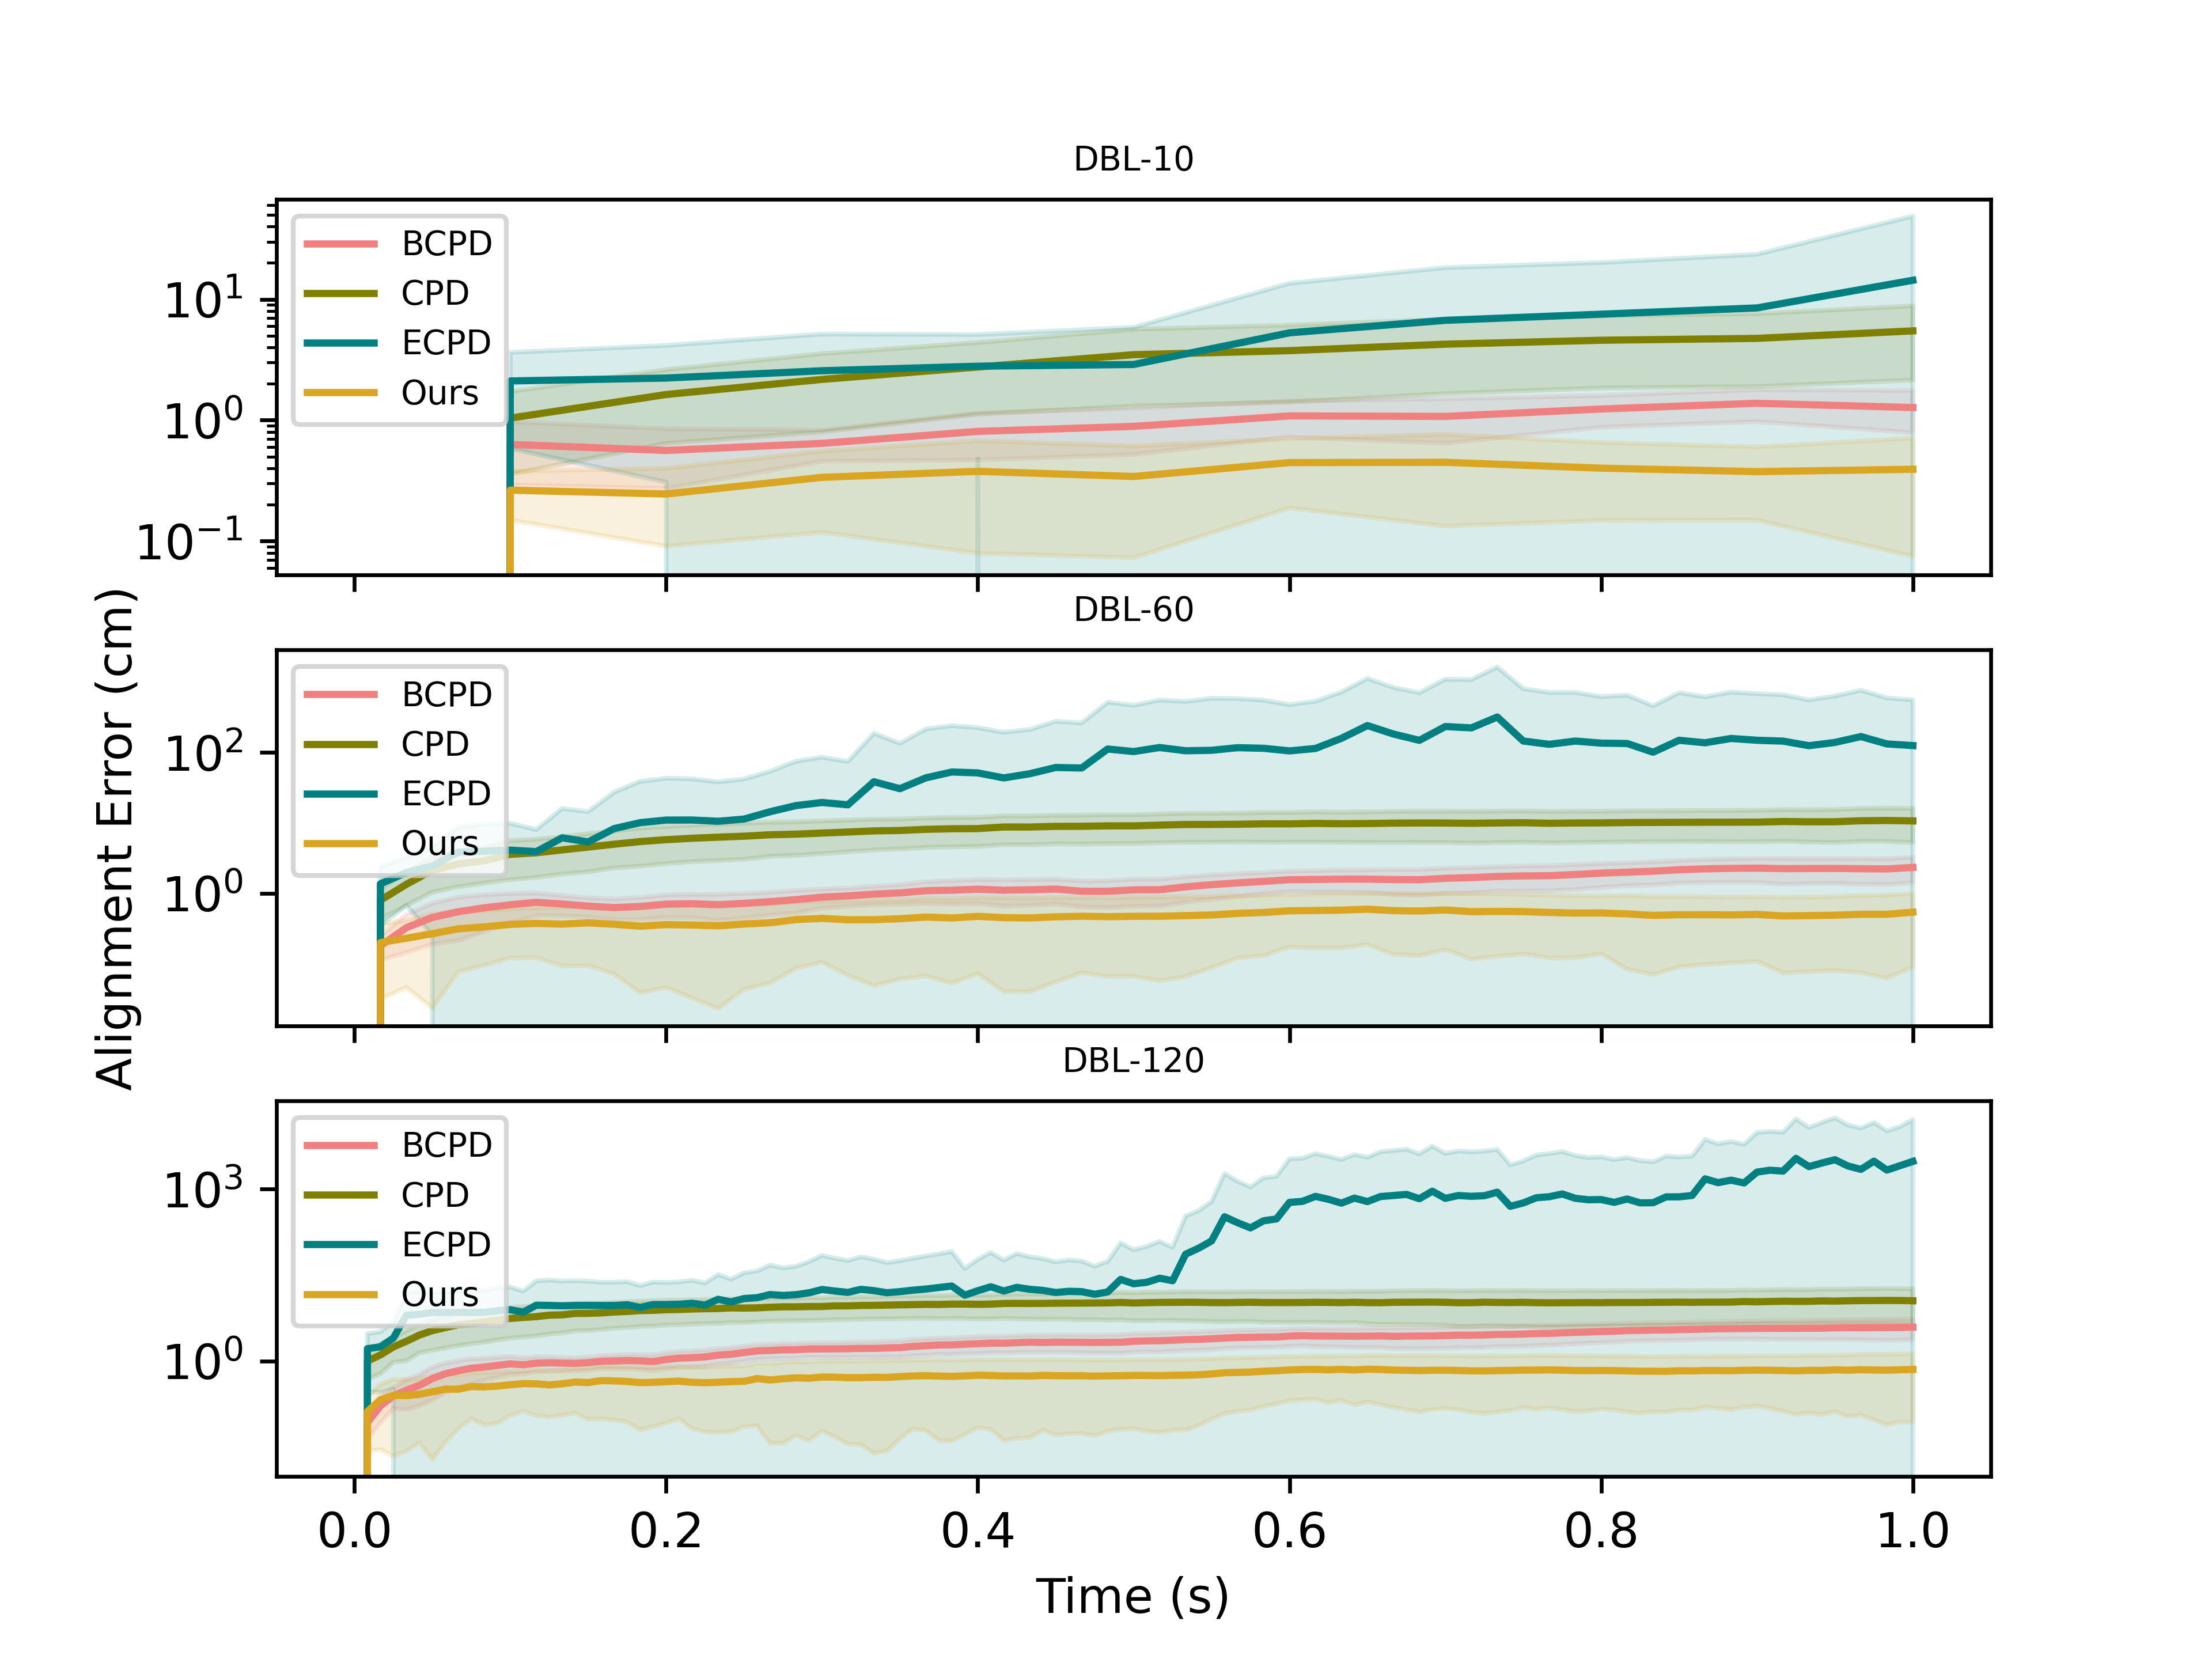 DBL-10
BCPD
CPD
ECPD
Ours
10¹
10⁰
10⁻¹
DBL-60
BCPD
CPD
ECPD
Ours
10²
10⁰
Alignment Error (cm)
DBL-120
BCPD
CPD
ECPD
Ours
10³
10⁰
0.0 0.2 0.4 0.6 0.8 1.0
Time (s)